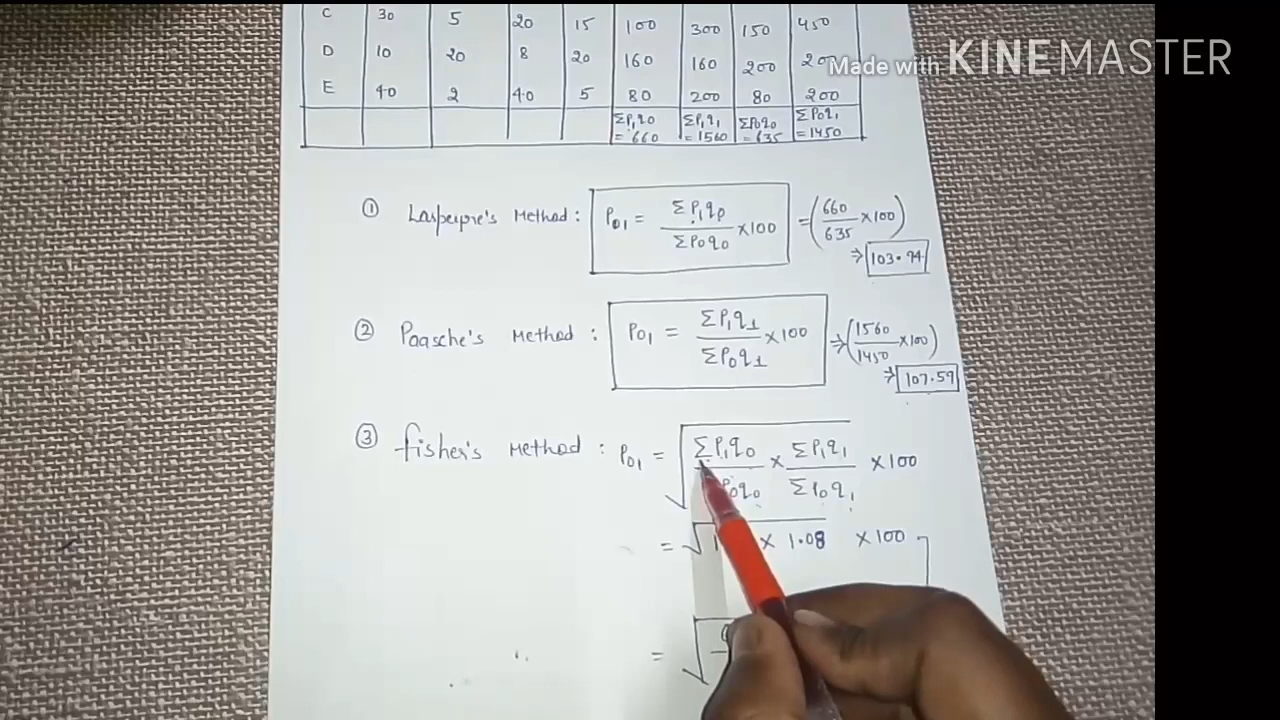 C 30 5 20 15 100 300 150 450
D 10 20 8 20 160 160 200 200
Made with KINEMASTER
E 40 2 40 5 80 200 80 200
ΣP₁q₀ = 660 ΣP₁q₁ = 1560 ΣP₀q₀ = 635 ΣP₀q₁ = 1450
① Laspeyre's Method : P₀₁ = ΣP₁q₀ / ΣP₀q₀ × 100 = (660 / 635 × 100)
⇒ 103.94
② Paasche's Method : P₀₁ = ΣP₁q₁ / ΣP₀q₁ × 100 ⇒ (1560 / 1450 × 100)
⇒ 107.59
③ Fisher's Method : P₀₁ = √ ΣP₁q₀ / P₀q₀ × ΣP₁q₁ / ΣP₀q₁ × 100
= √ 1 × 1.08 × 100
= √